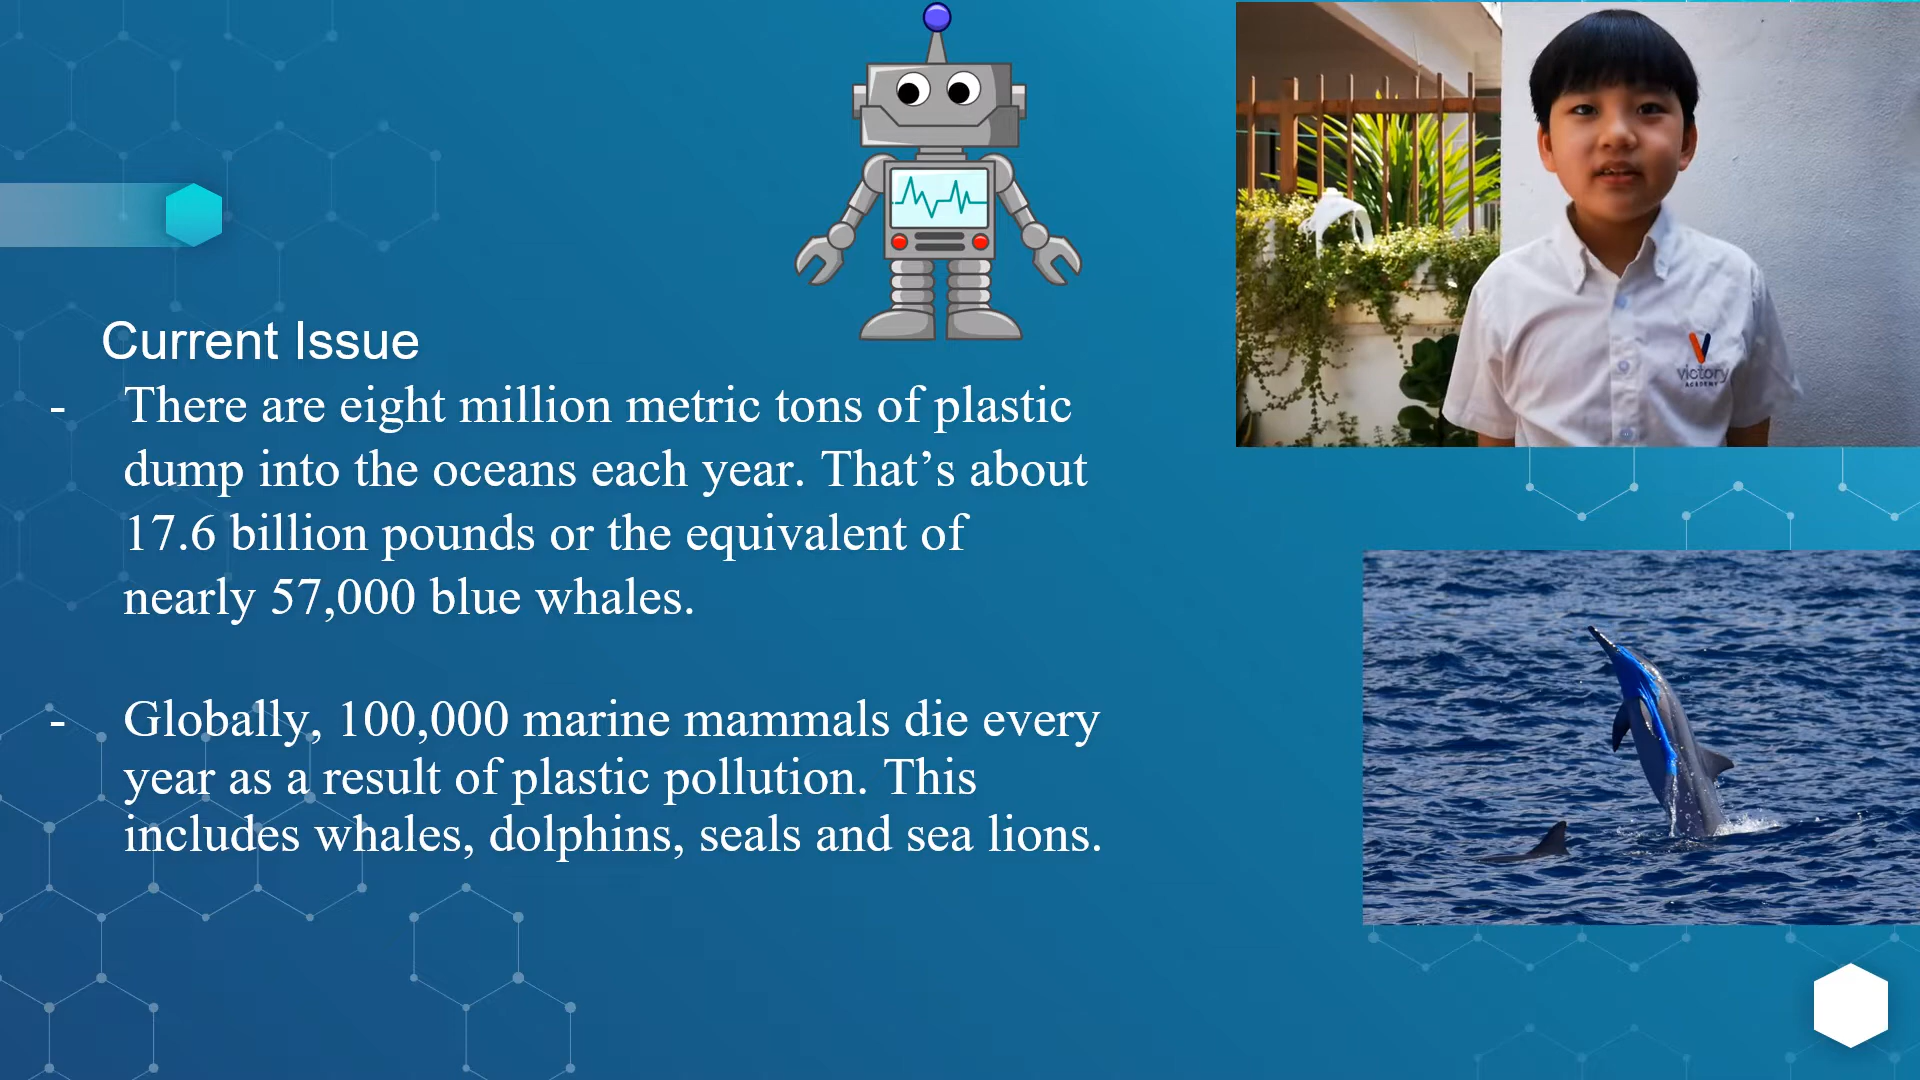 Current Issue
- There are eight million metric tons of plastic
dump into the oceans each year. That’s about
17.6 billion pounds or the equivalent of
nearly 57,000 blue whales.
- Globally, 100,000 marine mammals die every
year as a result of plastic pollution. This
includes whales, dolphins, seals and sea lions.
victory
ACADEMY